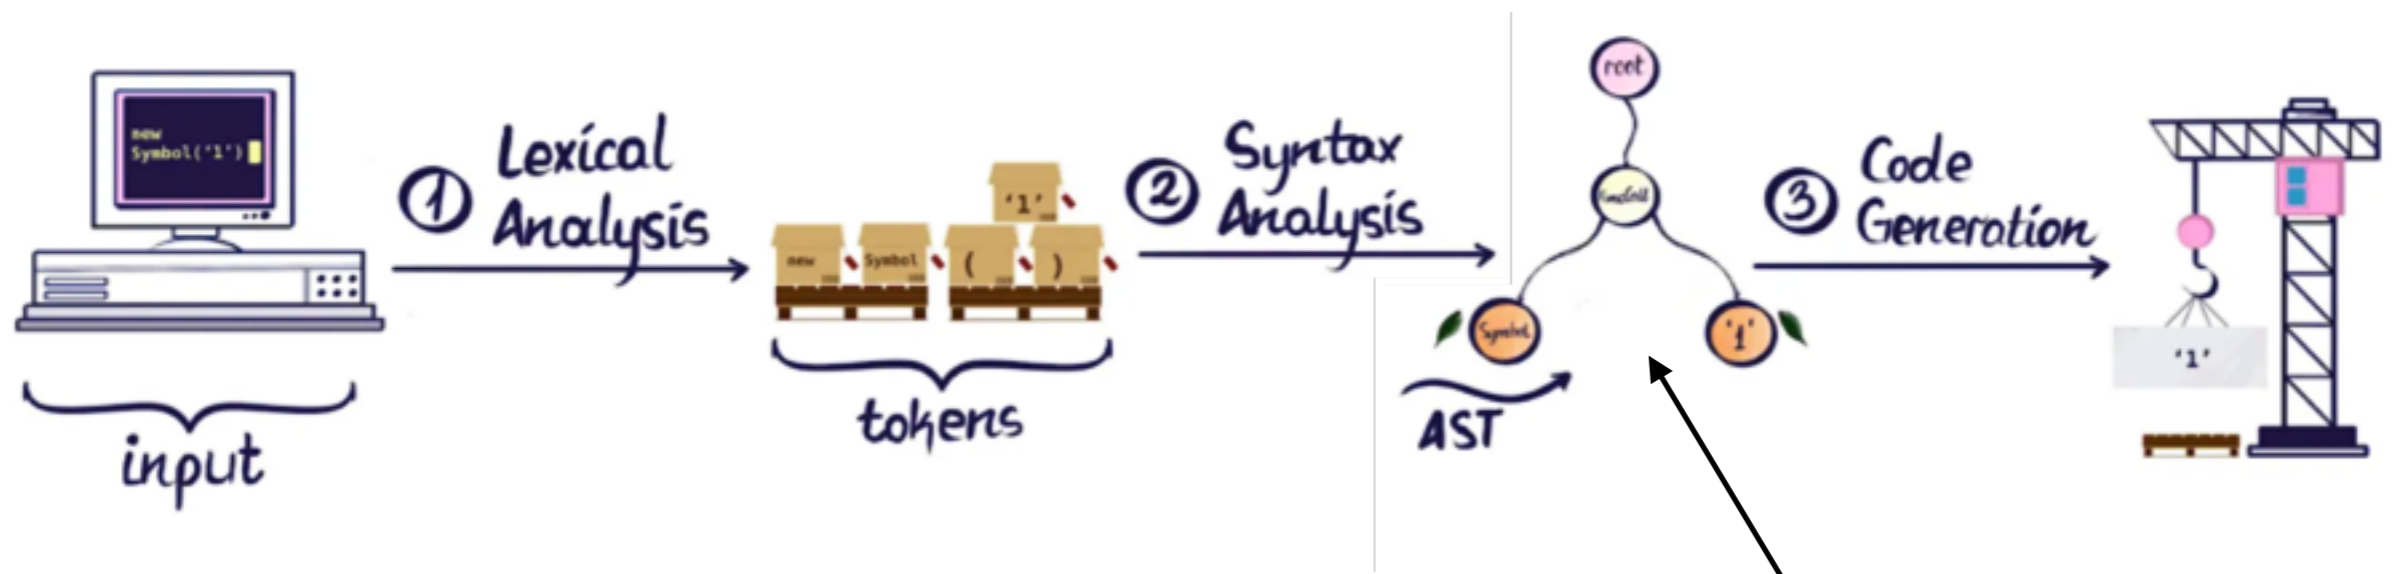 new
Symbol('1')
input
1
Lexical
Analysis
new
Symbol
(
'1'
)
tokens
2
Syntax
Analysis
root
Symbol
'1'
AST
3
Code
Generation
'1'